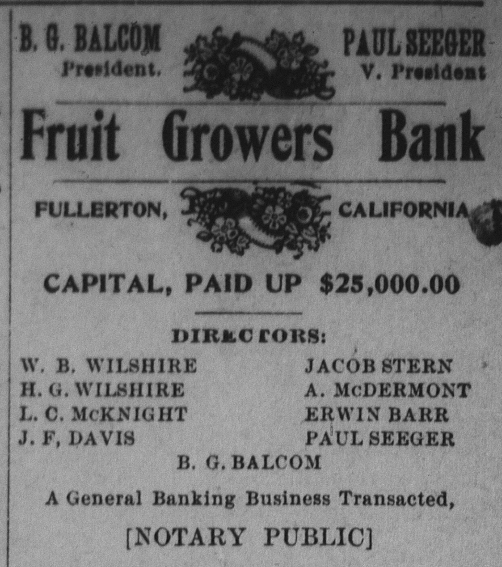 B. G. BALCOM
President.
PAUL SEEGER
V. President
Fruit Growers Bank
FULLERTON, CALIFORNIA
CAPITAL, PAID UP $25,000.00
DIRECTORS:
W. B. WILSHIRE JACOB STERN
H. G. WILSHIRE A. McDERMONT
L. C. McKNIGHT ERWIN BARR
J. F, DAVIS PAUL SEEGER
B. G. BALCOM
A General Banking Business Transacted,
[NOTARY PUBLIC]